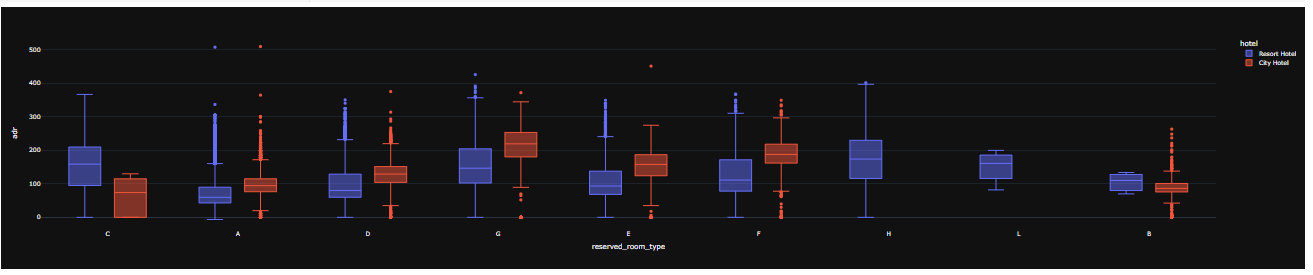 hotel
Resort Hotel
City Hotel
500
400
300
200
100
0
adr
C A D G E F H L B
reserved_room_type